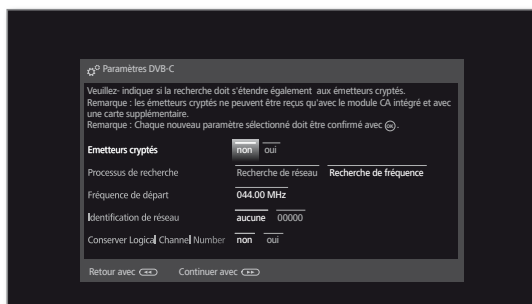 Paramètres DVB-C
Veuillez- indiquer si la recherche doit s'étendre également aux émetteurs cryptés.
Remarque : les émetteurs cryptés ne peuvent être reçus qu'avec le module CA intégré et avec
une carte supplémentaire.
Remarque : Chaque nouveau paramètre sélectionné doit être confirmé avec OK.
Emetteurs cryptés non oui
Processus de recherche Recherche de réseau Recherche de fréquence
Fréquence de départ 044.00 MHz
Identification de réseau aucune 00000
Conserver Logical Channel Number non oui
Retour avec Continuer avec